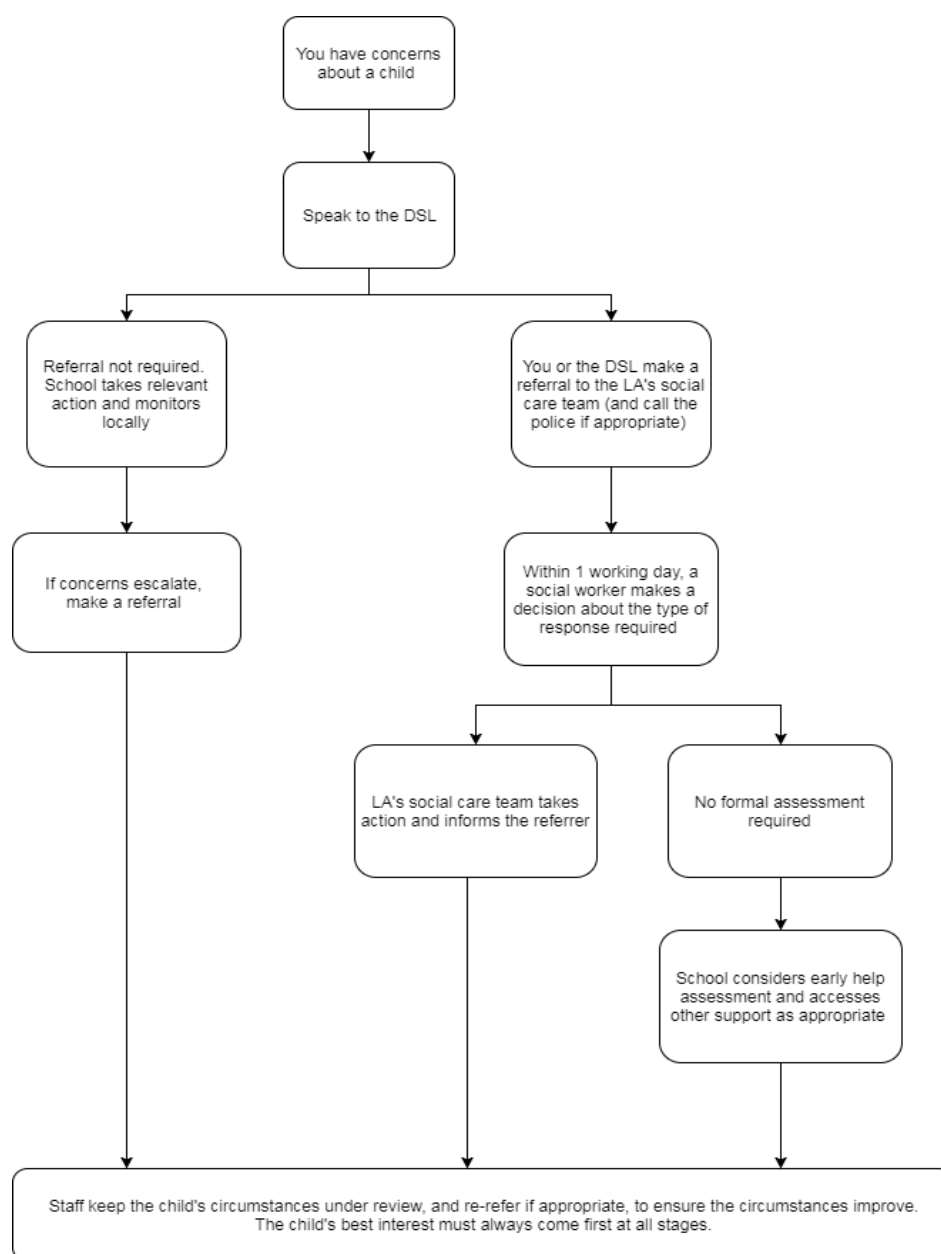 You have concerns
about a child
Speak to the DSL
Referral not required.
School takes relevant
action and monitors
locally
You or the DSL make a
referral to the LA's social
care team (and call the
police if appropriate)
If concerns escalate,
make a referral
Within 1 working day, a
social worker makes a
decision about the type of
response required
LA's social care team takes
action and informs the referrer
No formal assessment
required
School considers early help
assessment and accesses
other support as appropriate
Staff keep the child's circumstances under review, and re-refer if appropriate, to ensure the circumstances improve.
The child's best interest must always come first at all stages.